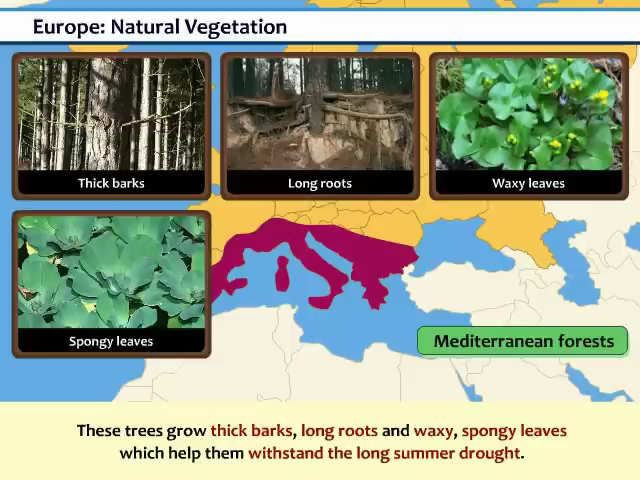 Europe: Natural Vegetation
Thick barks
Long roots
Waxy leaves
Spongy leaves
Mediterranean forests
These trees grow thick barks, long roots and waxy, spongy leaves
which help them withstand the long summer drought.